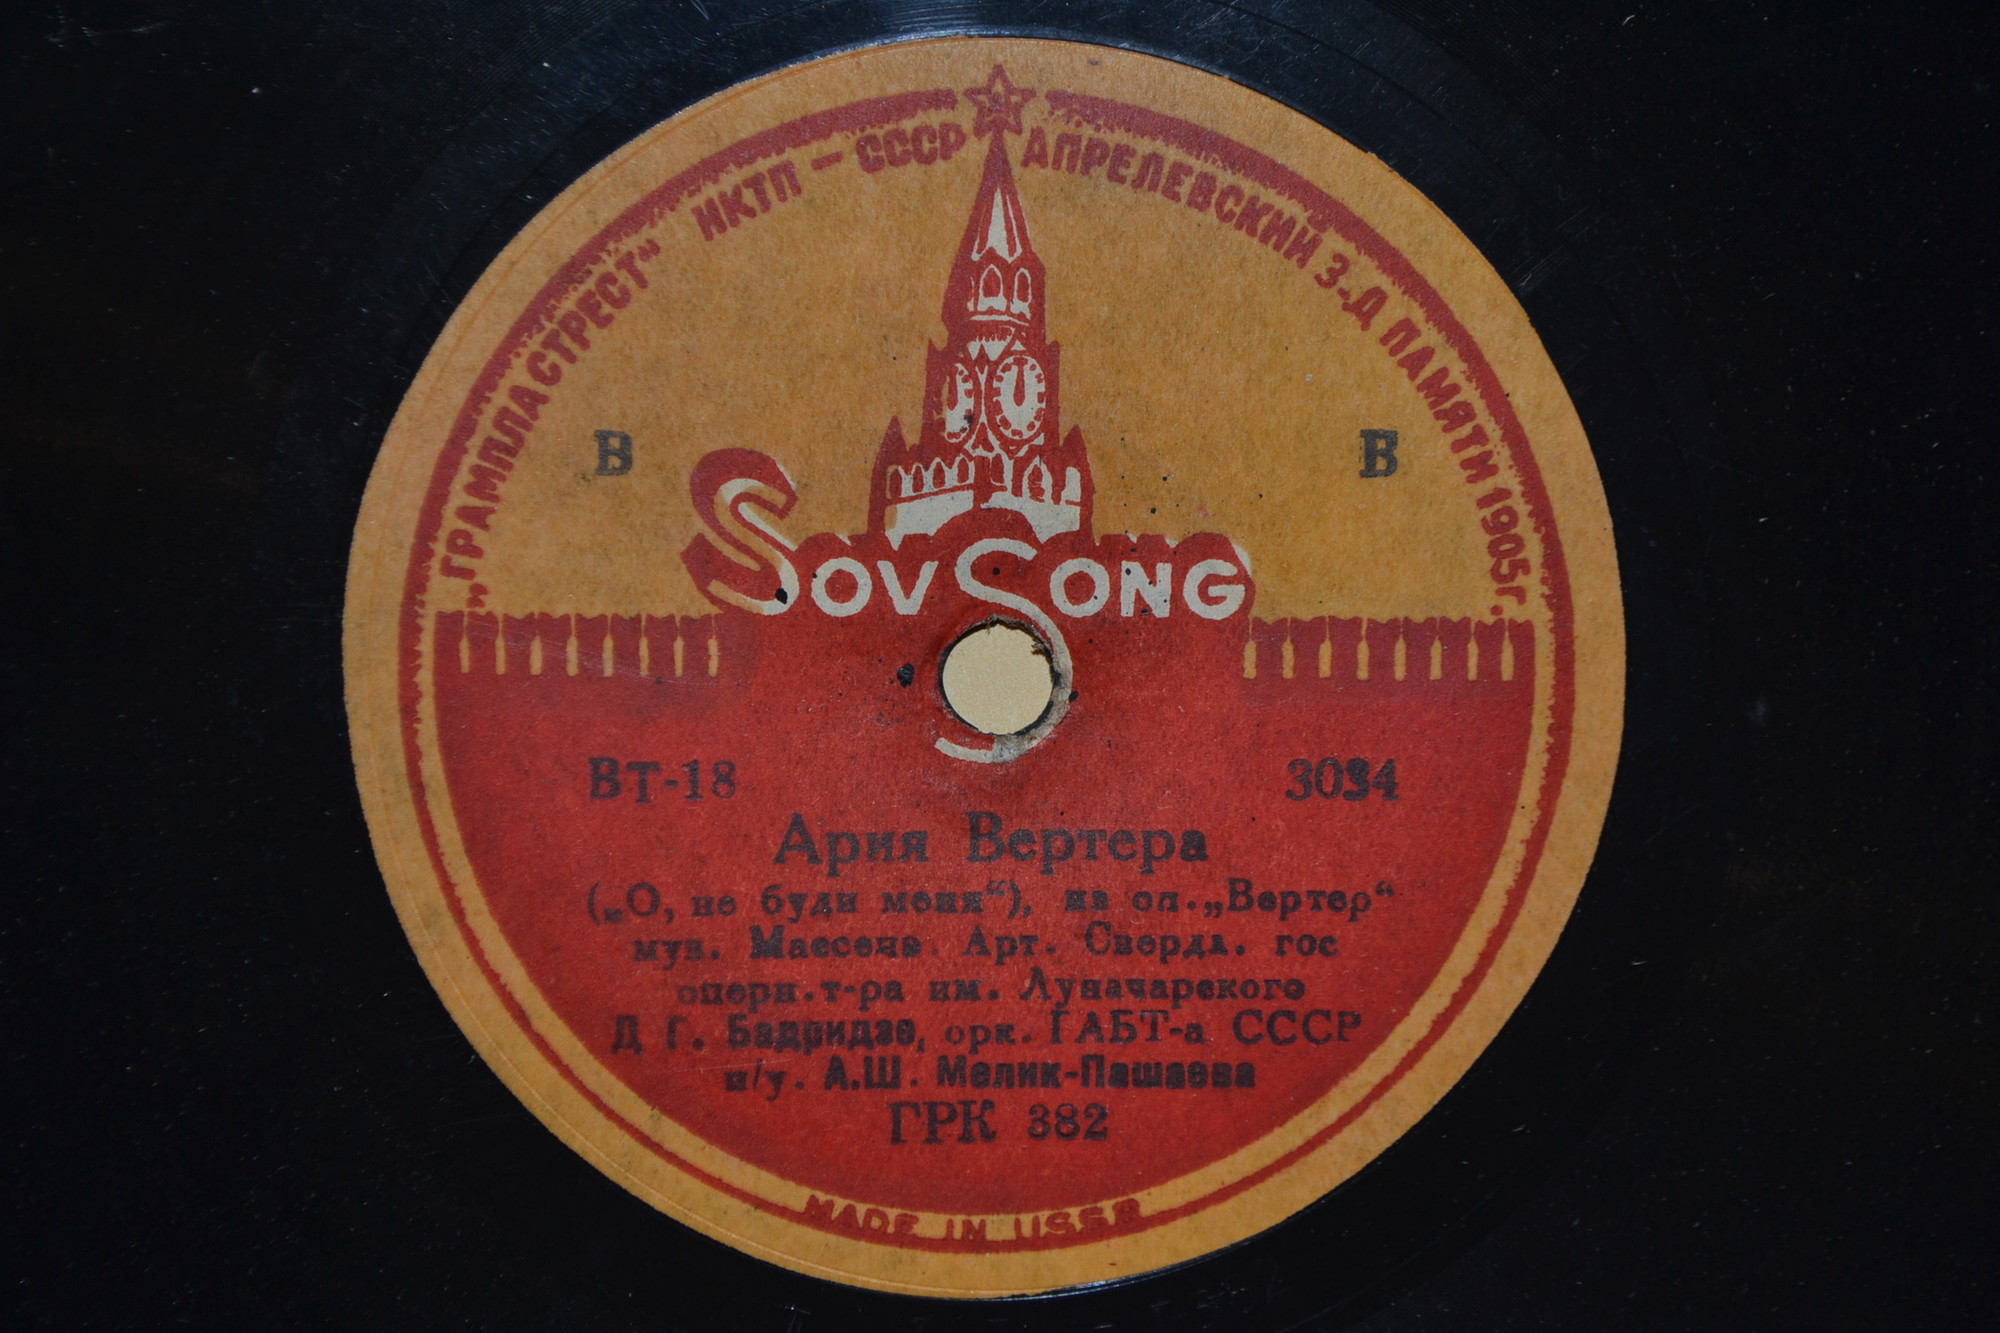 „ГРАМПЛАСТРЕСТ“ НКТП – СССР АПРЕЛЕВСКИЙ З-Д ПАМЯТИ 1905 г.
В В
SOVSONG
ВТ-18 3034
Ария Вертера
(„О, не буди меня“), из оп. „Вертер“
муз. Массенэ. Арт. Свердл. гос
оперн. т-ра им. Луначарского
Д Г. Бадридзе, орк. ГАБТ-а СССР
п/у. А.Ш. Мелик-Пашаева
ГРК 382
MADE IN USSR